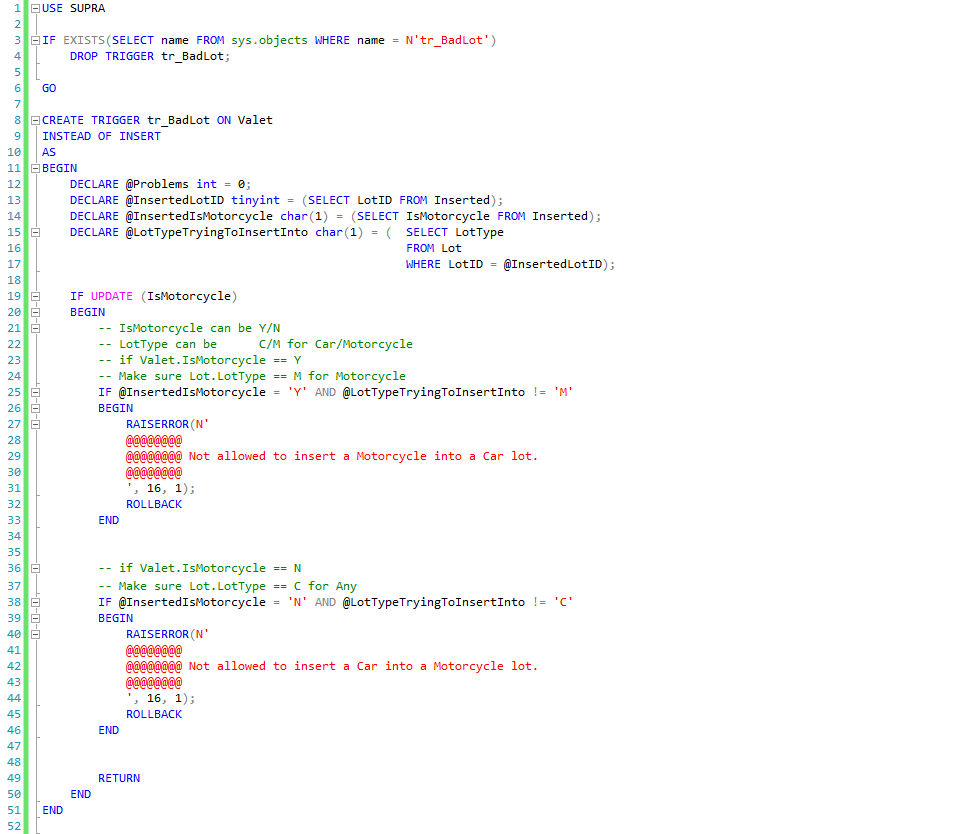 1 USE SUPRA
2
3 IF EXISTS(SELECT name FROM sys.objects WHERE name = N'tr_BadLot')
4     DROP TRIGGER tr_BadLot;
5
6 GO
7
8 CREATE TRIGGER tr_BadLot ON Valet
9 INSTEAD OF INSERT
10 AS
11 BEGIN
12     DECLARE @Problems int = 0;
13     DECLARE @InsertedLotID tinyint = (SELECT LotID FROM Inserted);
14     DECLARE @InsertedIsMotorcycle char(1) = (SELECT IsMotorcycle FROM Inserted);
15     DECLARE @LotTypeTryingToInsertInto char(1) = (  SELECT LotType
16                                                     FROM Lot
17                                                     WHERE LotID = @InsertedLotID);
18
19     IF UPDATE (IsMotorcycle)
20     BEGIN
21         -- IsMotorcycle can be Y/N
22         -- LotType can be      C/M for Car/Motorcycle
23         -- if Valet.IsMotorcycle == Y
24         -- Make sure Lot.LotType == M for Motorcycle
25         IF @InsertedIsMotorcycle = 'Y' AND @LotTypeTryingToInsertInto != 'M'
26         BEGIN
27             RAISERROR(N'
28             @@@@@@@@
29             @@@@@@@@ Not allowed to insert a Motorcycle into a Car lot.
30             @@@@@@@@
31             ', 16, 1);
32             ROLLBACK
33         END
34
35
36         -- if Valet.IsMotorcycle == N
37         -- Make sure Lot.LotType == C for Any
38         IF @InsertedIsMotorcycle = 'N' AND @LotTypeTryingToInsertInto != 'C'
39         BEGIN
40             RAISERROR(N'
41             @@@@@@@@
42             @@@@@@@@ Not allowed to insert a Car into a Motorcycle lot.
43             @@@@@@@@
44             ', 16, 1);
45             ROLLBACK
46         END
47
48
49         RETURN
50     END
51 END
52